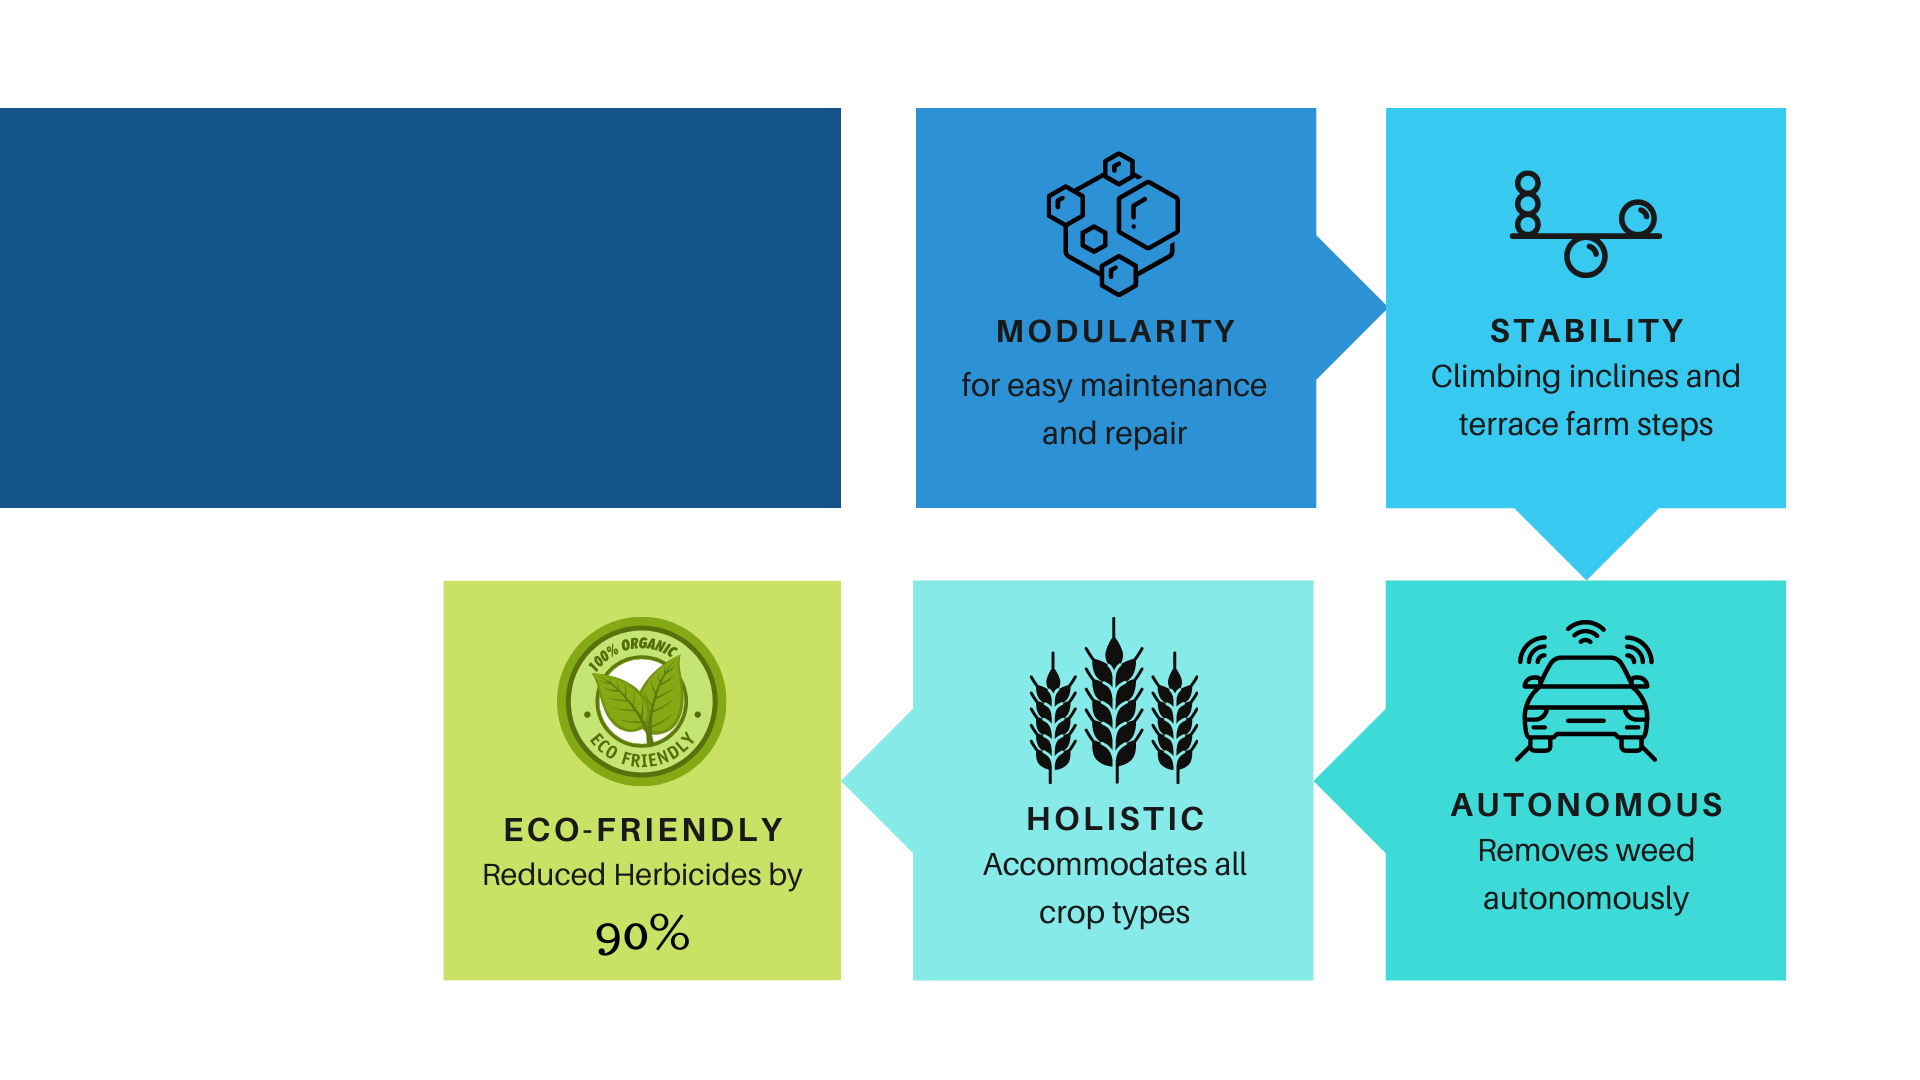 MODULARITY
for easy maintenance
and repair
STABILITY
Climbing inclines and
terrace farm steps
AUTONOMOUS
Removes weed
autonomously
HOLISTIC
Accommodates all
crop types
100% ORGANIC
ECO FRIENDLY
ECO-FRIENDLY
Reduced Herbicides by
90%